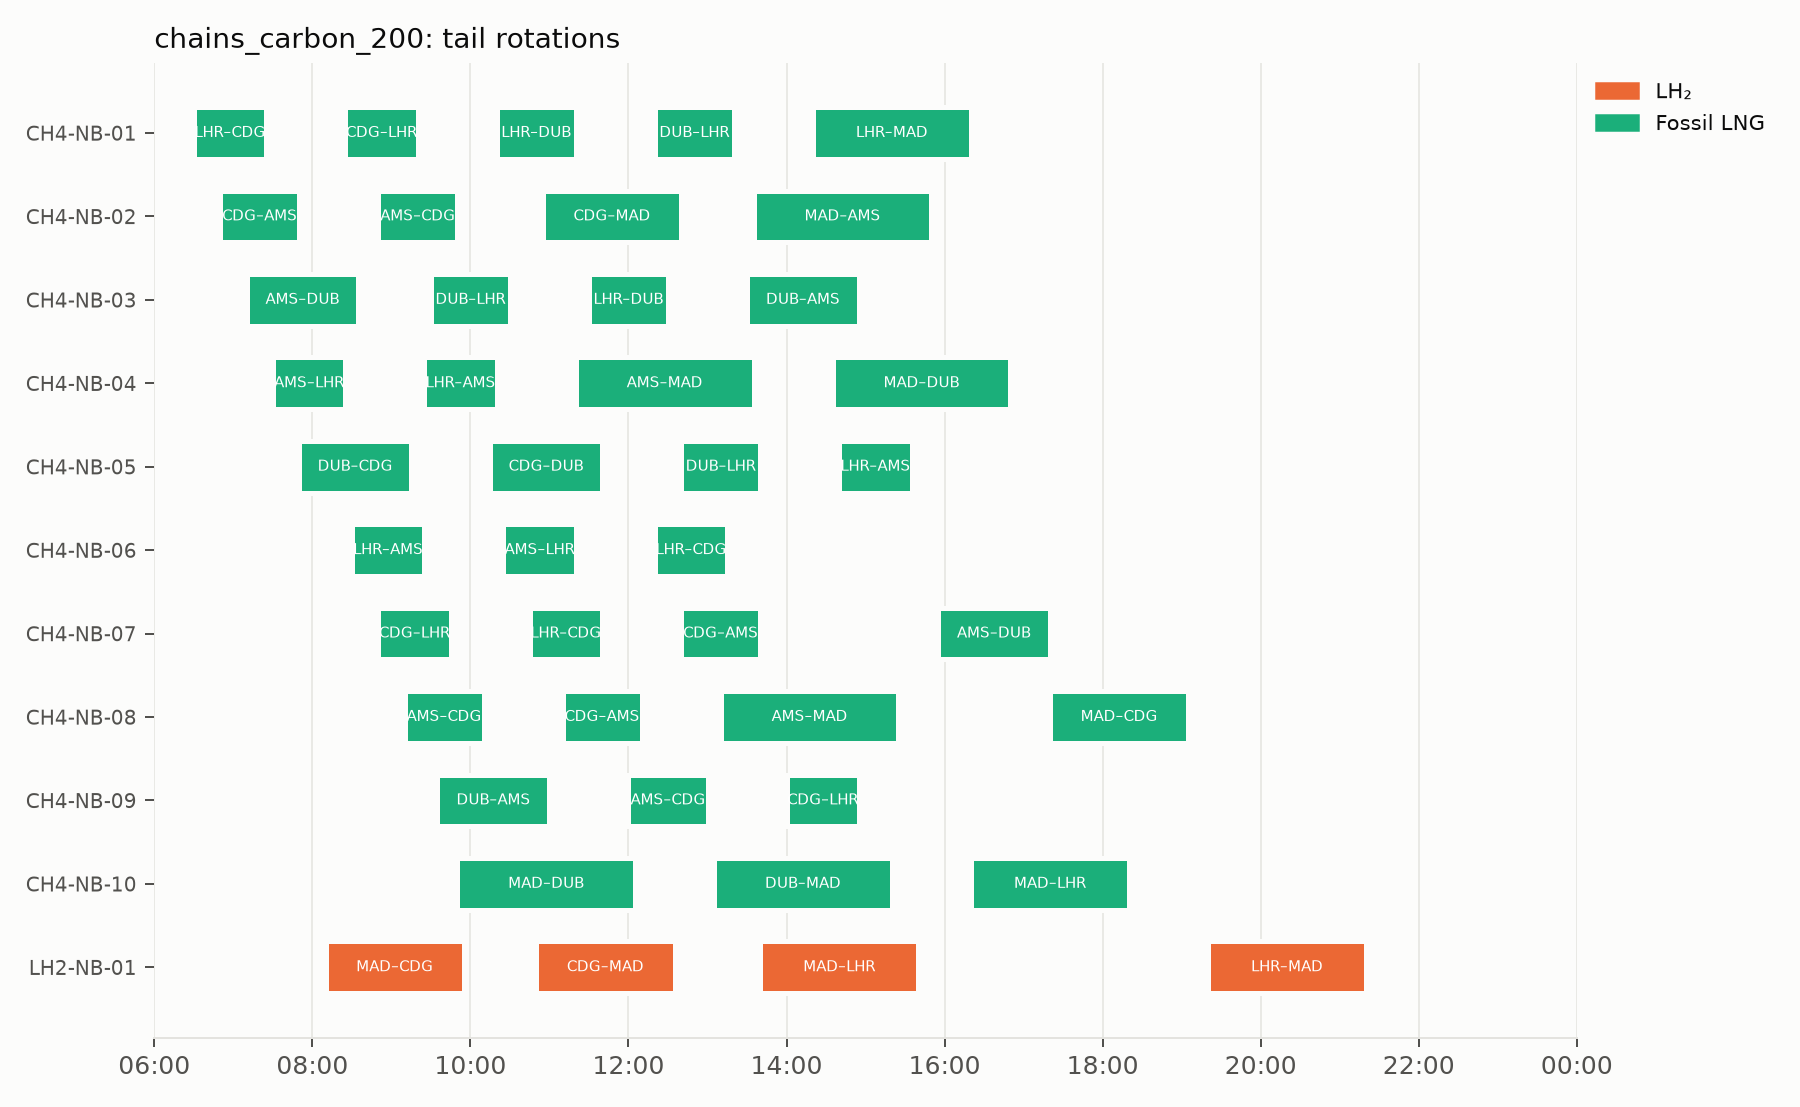 chains_carbon_200: tail rotations
LH₂
Fossil LNG
CH4-NB-01 LHR–CDG CDG–LHR LHR–DUB DUB–LHR LHR–MAD
CH4-NB-02 CDG–AMS AMS–CDG CDG–MAD MAD–AMS
CH4-NB-03 AMS–DUB DUB–LHR LHR–DUB DUB–AMS
CH4-NB-04 AMS–LHR LHR–AMS AMS–MAD MAD–DUB
CH4-NB-05 DUB–CDG CDG–DUB DUB–LHR LHR–AMS
CH4-NB-06 LHR–AMS AMS–LHR LHR–CDG
CH4-NB-07 CDG–LHR LHR–CDG CDG–AMS AMS–DUB
CH4-NB-08 AMS–CDG CDG–AMS AMS–MAD MAD–CDG
CH4-NB-09 DUB–AMS AMS–CDG CDG–LHR
CH4-NB-10 MAD–DUB DUB–MAD MAD–LHR
LH2-NB-01 MAD–CDG CDG–MAD MAD–LHR LHR–MAD
06:00 08:00 10:00 12:00 14:00 16:00 18:00 20:00 22:00 00:00